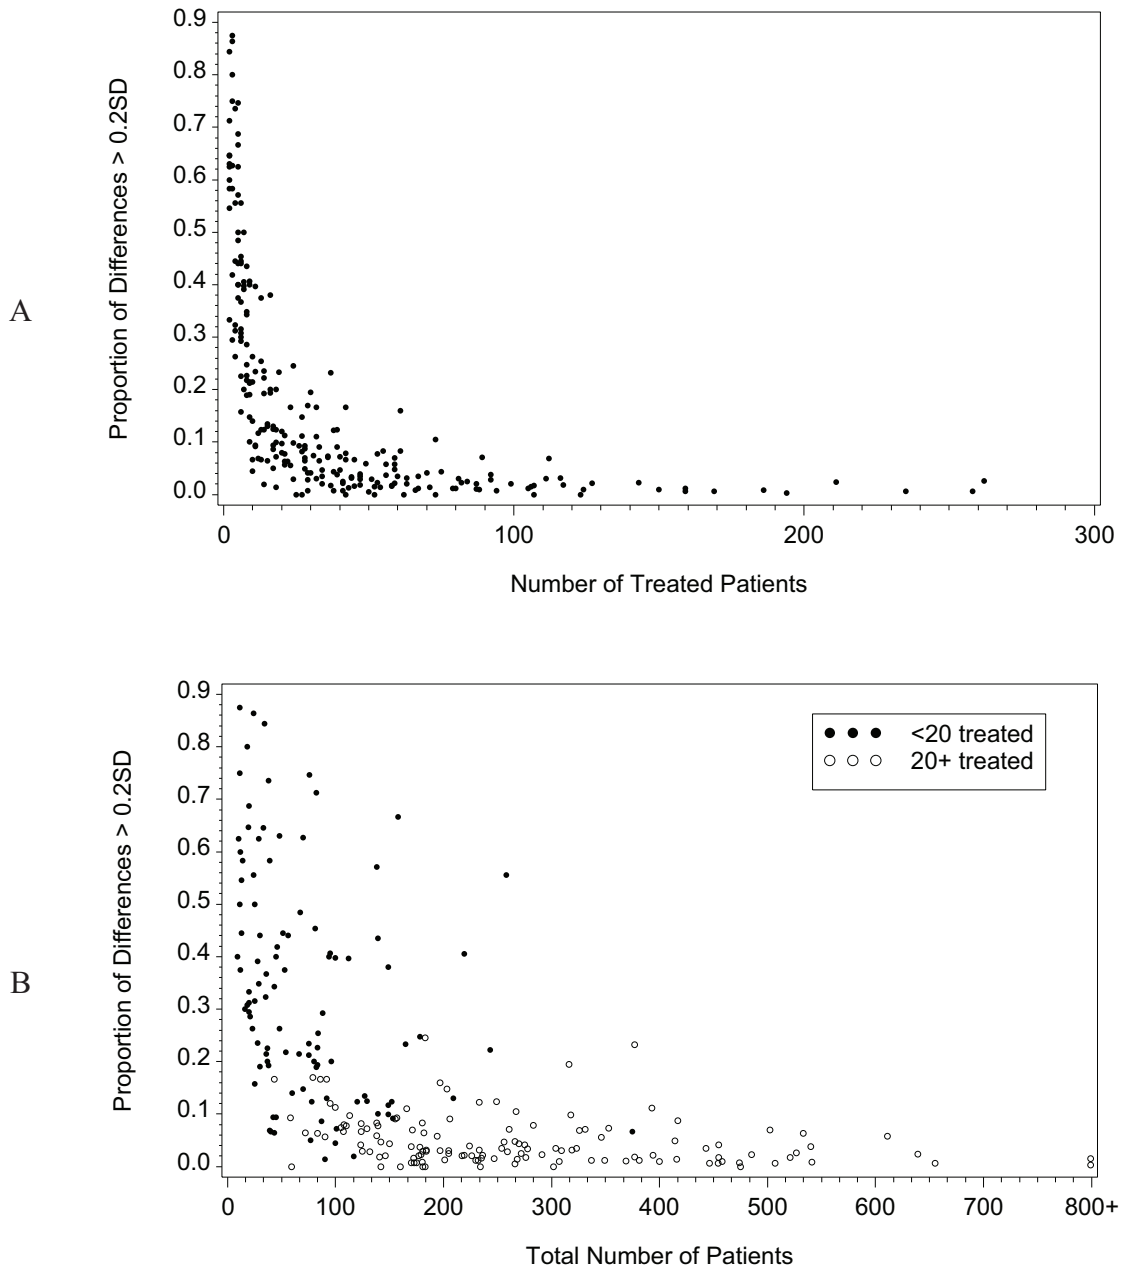 A
Proportion of Differences > 0.2SD
0.9
0.8
0.7
0.6
0.5
0.4
0.3
0.2
0.1
0.0
0 100 200 300
Number of Treated Patients
B
Proportion of Differences > 0.2SD
0.9
0.8
0.7
0.6
0.5
0.4
0.3
0.2
0.1
0.0
<20 treated
20+ treated
0 100 200 300 400 500 600 700 800+
Total Number of Patients